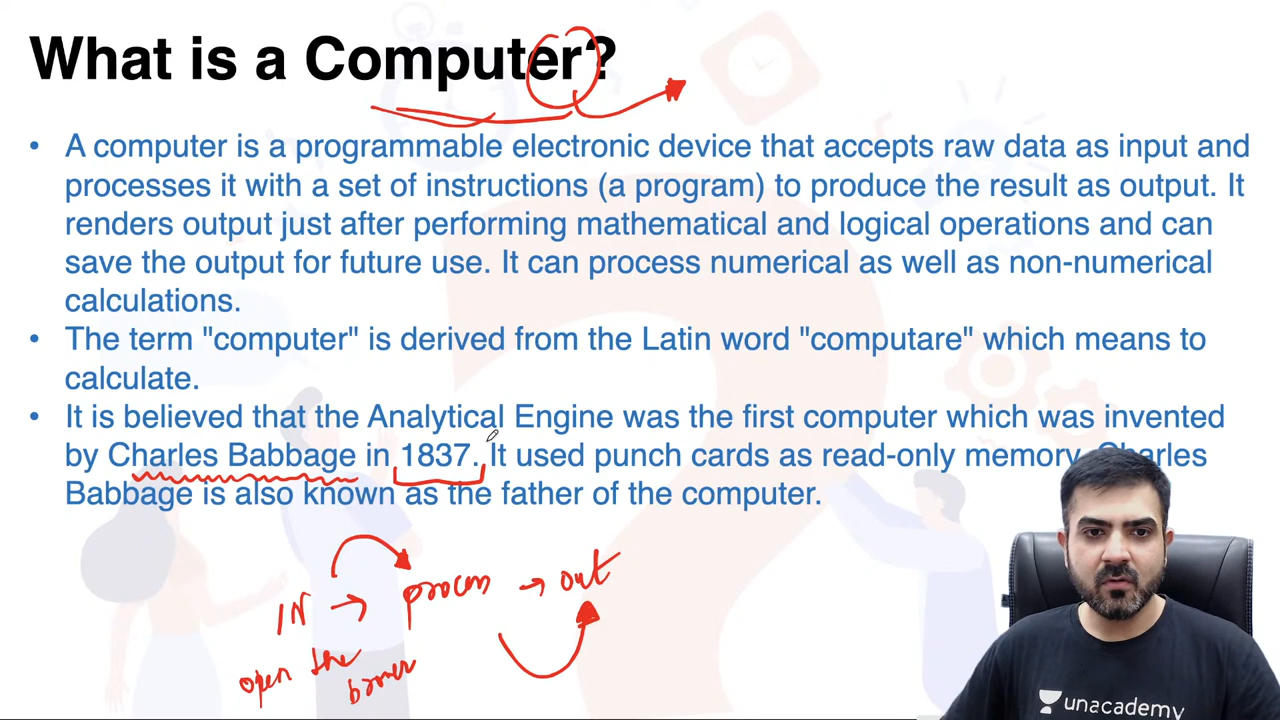 What is a Computer?
• A computer is a programmable electronic device that accepts raw data as input and
processes it with a set of instructions (a program) to produce the result as output. It
renders output just after performing mathematical and logical operations and can
save the output for future use. It can process numerical as well as non-numerical
calculations.
• The term "computer" is derived from the Latin word "computare" which means to
calculate.
• It is believed that the Analytical Engine was the first computer which was invented
by Charles Babbage in 1837. It used punch cards as read-only memory. Charles
Babbage is also known as the father of the computer.
IN → process → out
open the
unacademy